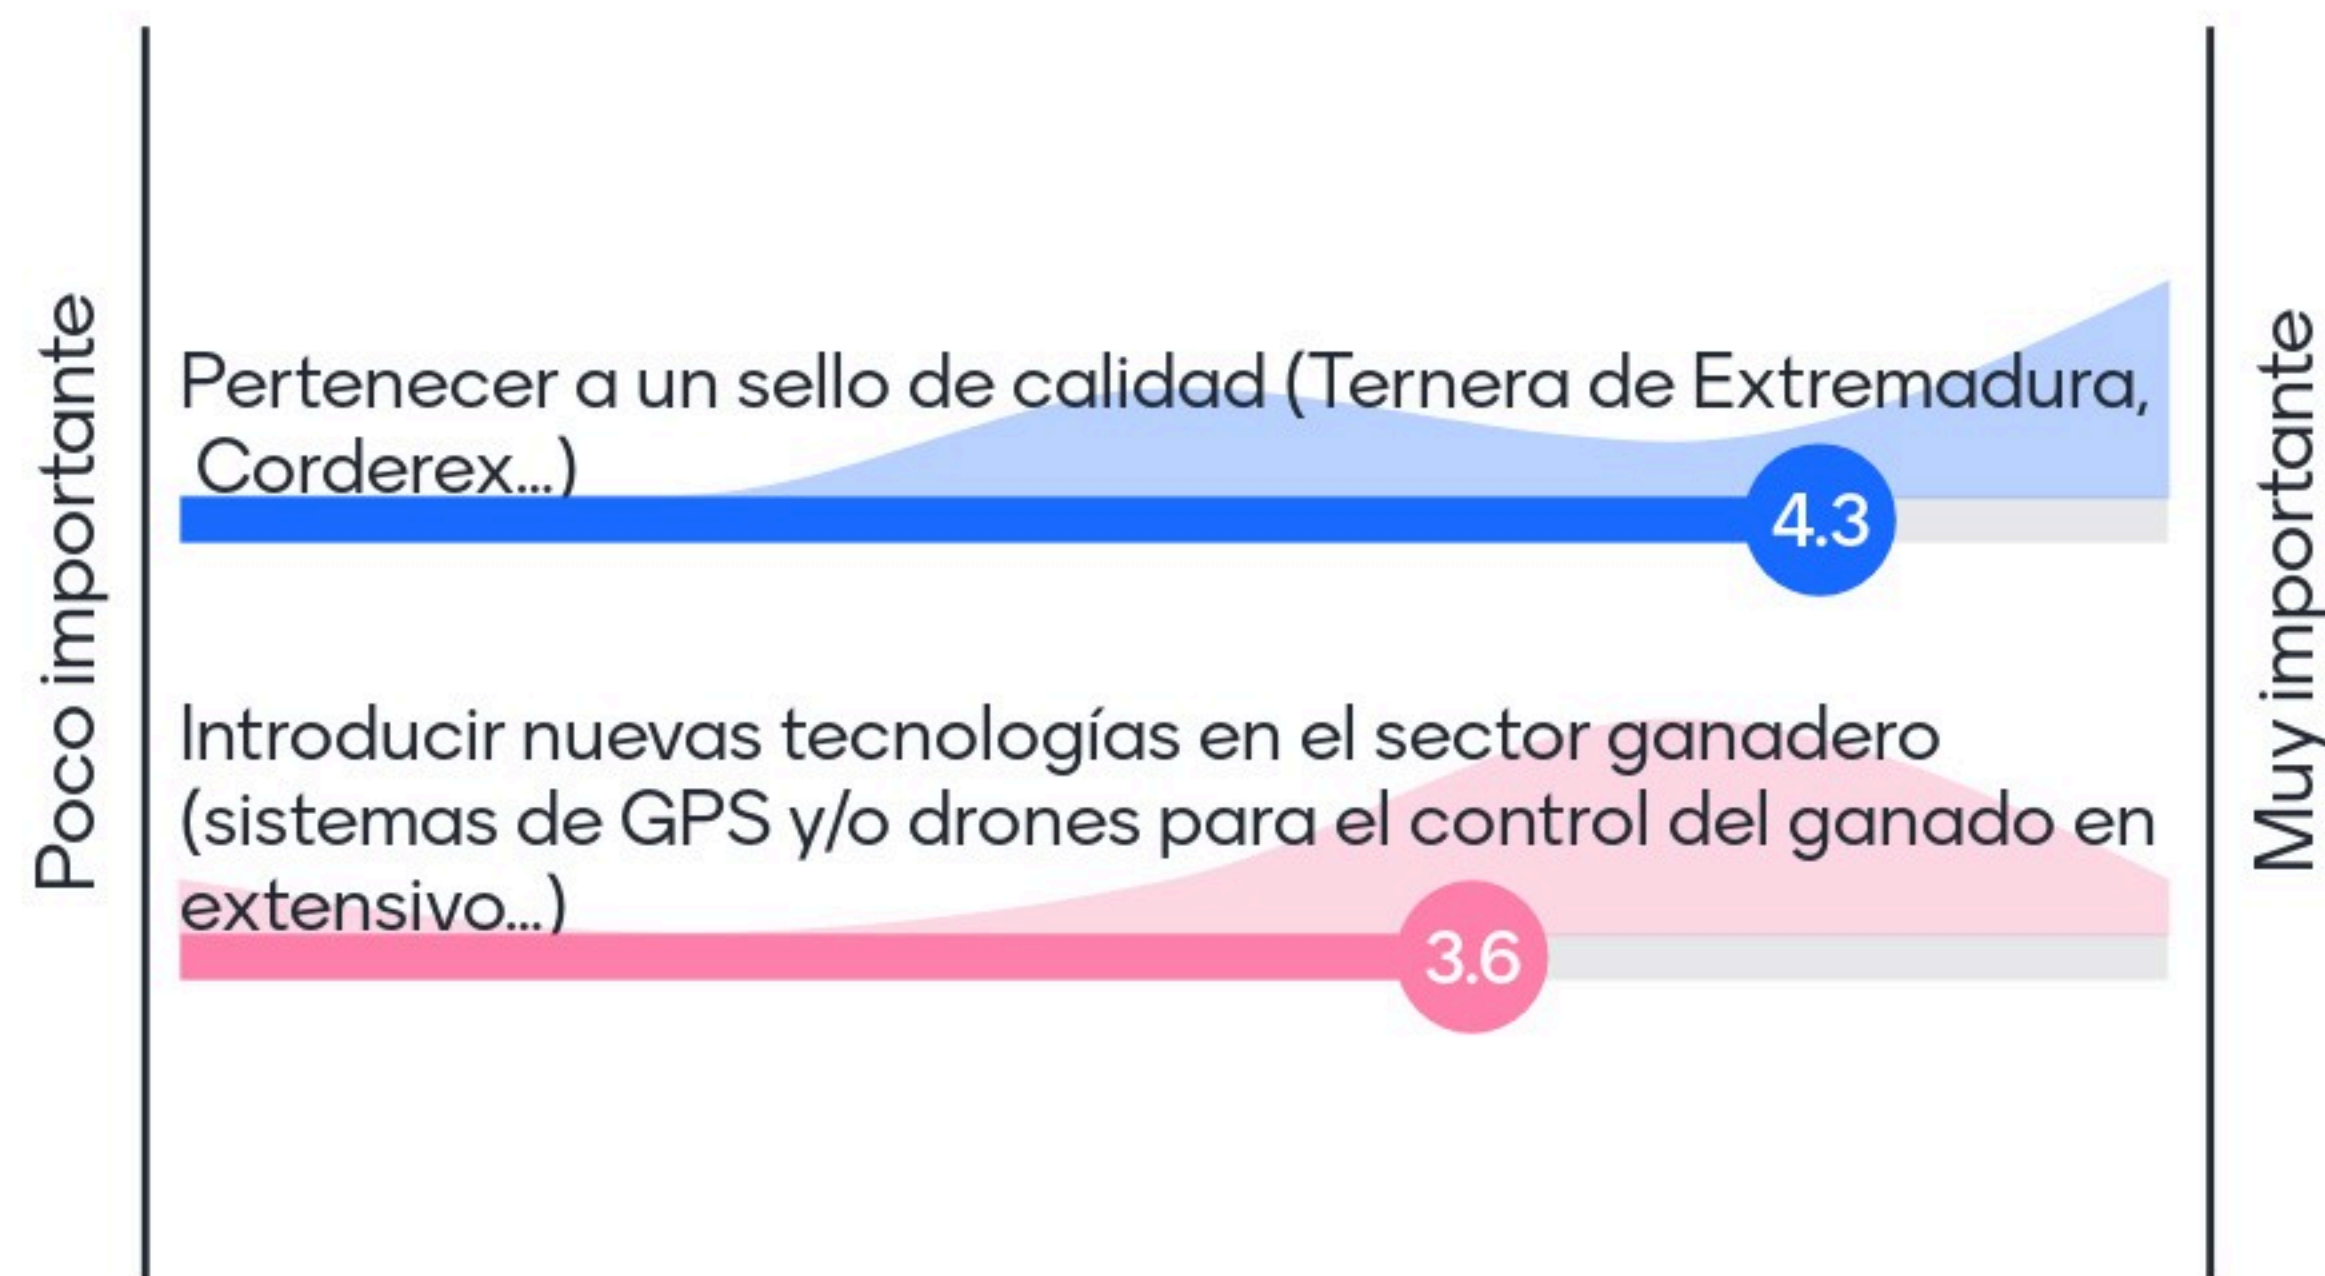 Poco importante
Pertenecer a un sello de calidad (Ternera de Extremadura,
Corderex...)
4.3
Introducir nuevas tecnologías en el sector ganadero
(sistemas de GPS y/o drones para el control del ganado en
extensivo...)
3.6
Muy importante